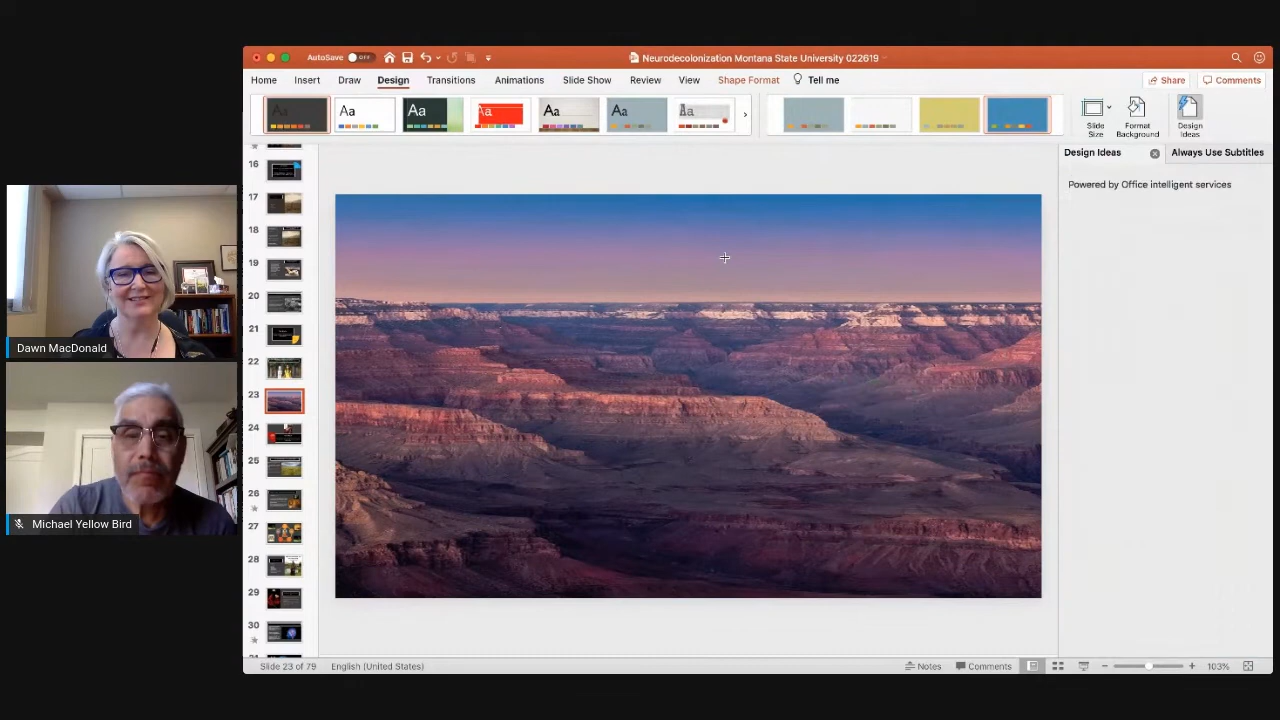 AutoSave OFF
Neurodecolonization Montana State University 022619
Home Insert Draw Design Transitions Animations Slide Show Review View Shape Format Tell me
Share Comments
Aa Aa Aa Aa Aa Aa Aa
Slide Size
Format Background
Design Ideas
Design Ideas
Always Use Subtitles
Powered by Office intelligent services
16
17
18
19
20
21
22
23
24
25
26
27
28
29
30
Dawn MacDonald
Michael Yellow Bird
Slide 23 of 79 English (United States) Notes Comments 103%